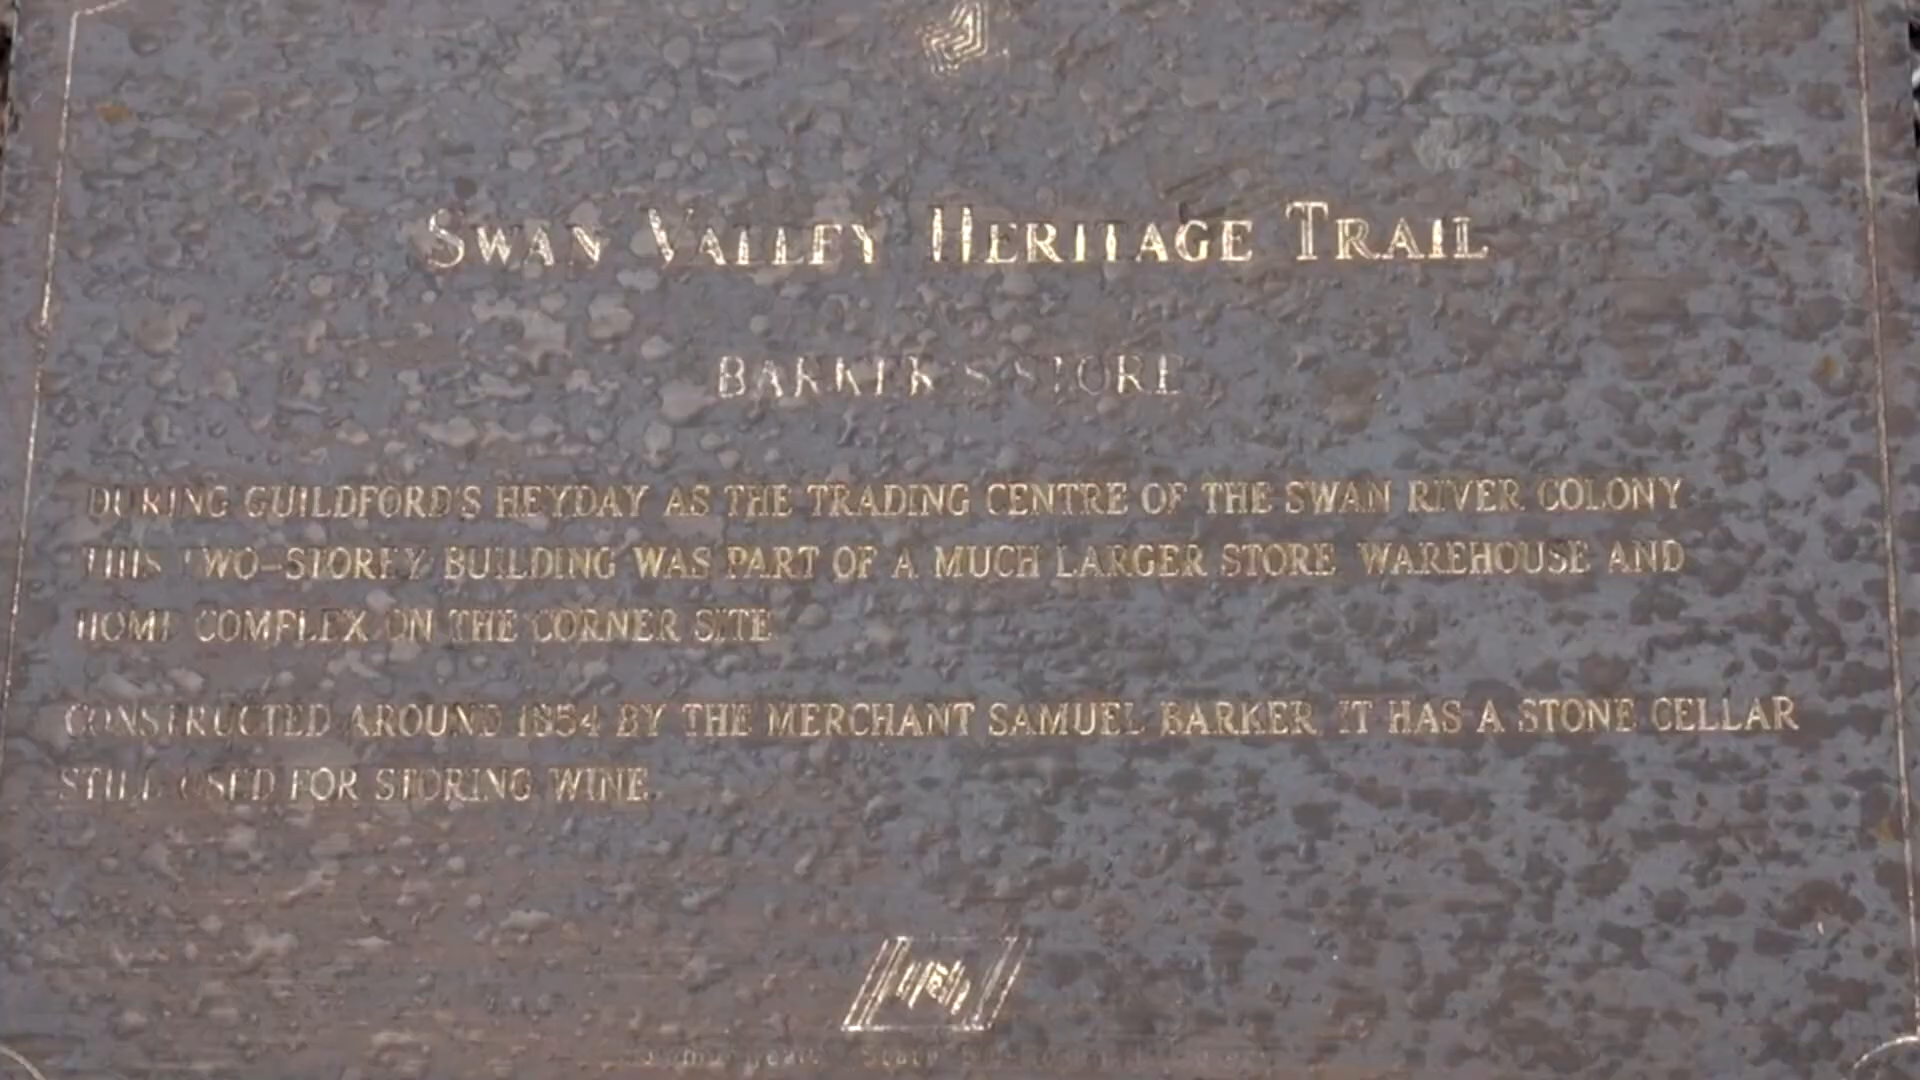 SWAN VALLEY HERITAGE TRAIL
BARKER'S STORE
DURING GUILDFORD'S HEYDAY AS THE TRADING CENTRE OF THE SWAN RIVER COLONY
THIS TWO-STOREY BUILDING WAS PART OF A MUCH LARGER STORE WAREHOUSE AND
HOME COMPLEX ON THE CORNER SITE
CONSTRUCTED AROUND 1854 BY THE MERCHANT SAMUEL BARKER IT HAS A STONE CELLAR
STILL USED FOR STORING WINE.
State